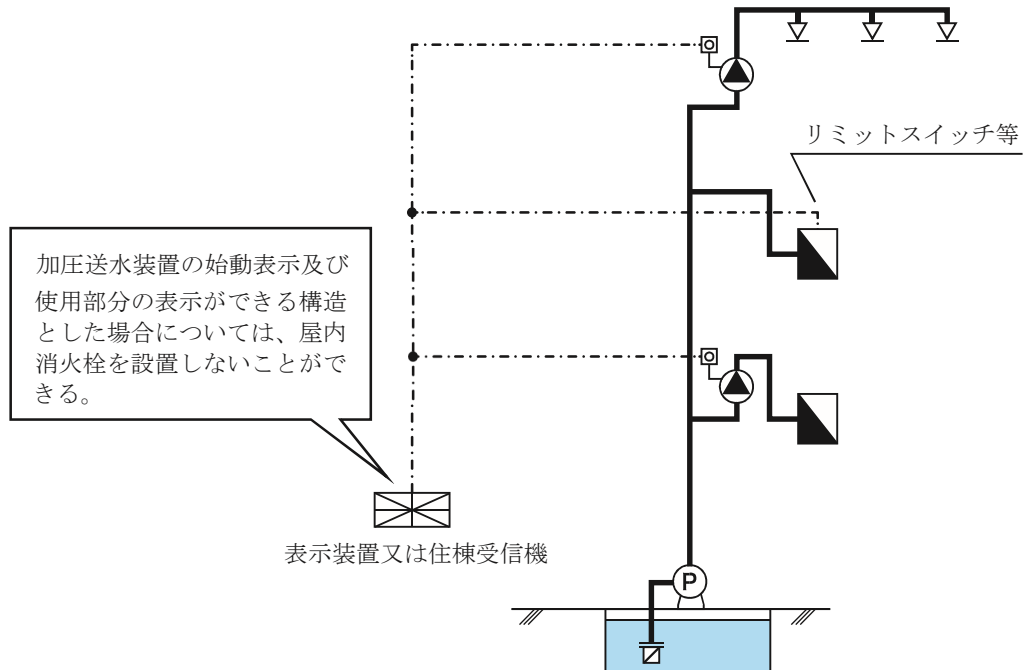 リミットスイッチ等
加圧送水装置の始動表示及び
使用部分の表示ができる構造
とした場合については、屋内
消火栓を設置しないことがで
きる。
表示装置又は住棟受信機
P